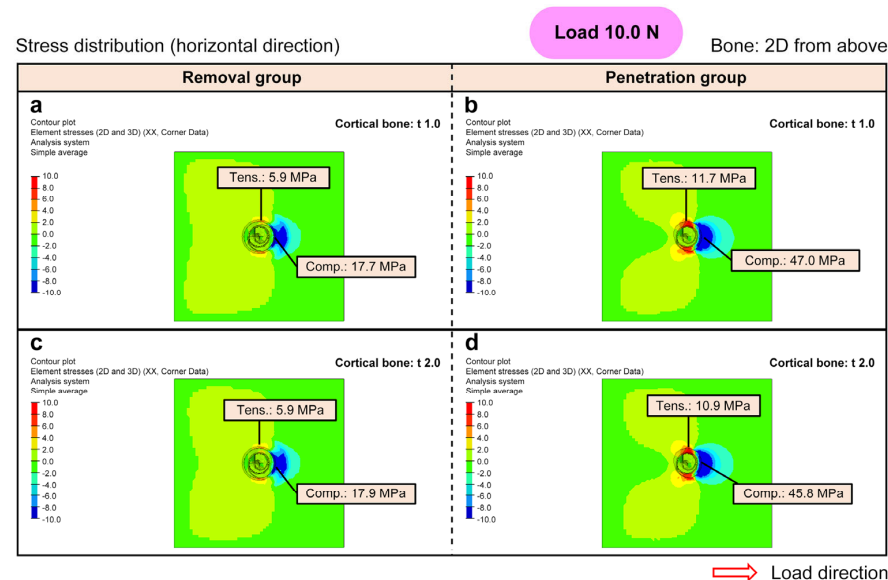 Load 10.0 N
Stress distribution (horizontal direction)
Bone: 2D from above
Removal group
Penetration group
a
Contour plot
Element stresses (2D and 3D) (XX, Corner Data)
Analysis system
Simple average
Cortical bone: t 1.0
10.0
8.0
6.0
4.0
2.0
0.0
-2.0
-4.0
-6.0
-8.0
-10.0
Tens.: 5.9 MPa
Comp.: 17.7 MPa
b
Contour plot
Element stresses (2D and 3D) (XX, Corner Data)
Analysis system
Simple average
Cortical bone: t 1.0
10.0
8.0
6.0
4.0
2.0
0.0
-2.0
-4.0
-6.0
-8.0
-10.0
Tens.: 11.7 MPa
Comp.: 47.0 MPa
c
Contour plot
Element stresses (2D and 3D) (XX, Corner Data)
Analysis system
Simple average
Cortical bone: t 2.0
10.0
8.0
6.0
4.0
2.0
0.0
-2.0
-4.0
-6.0
-8.0
-10.0
Tens.: 5.9 MPa
Comp.: 17.9 MPa
d
Contour plot
Element stresses (2D and 3D) (XX, Corner Data)
Analysis system
Simple average
Cortical bone: t 2.0
10.0
8.0
6.0
4.0
2.0
0.0
-2.0
-4.0
-6.0
-8.0
-10.0
Tens.: 10.9 MPa
Comp.: 45.8 MPa
Load direction